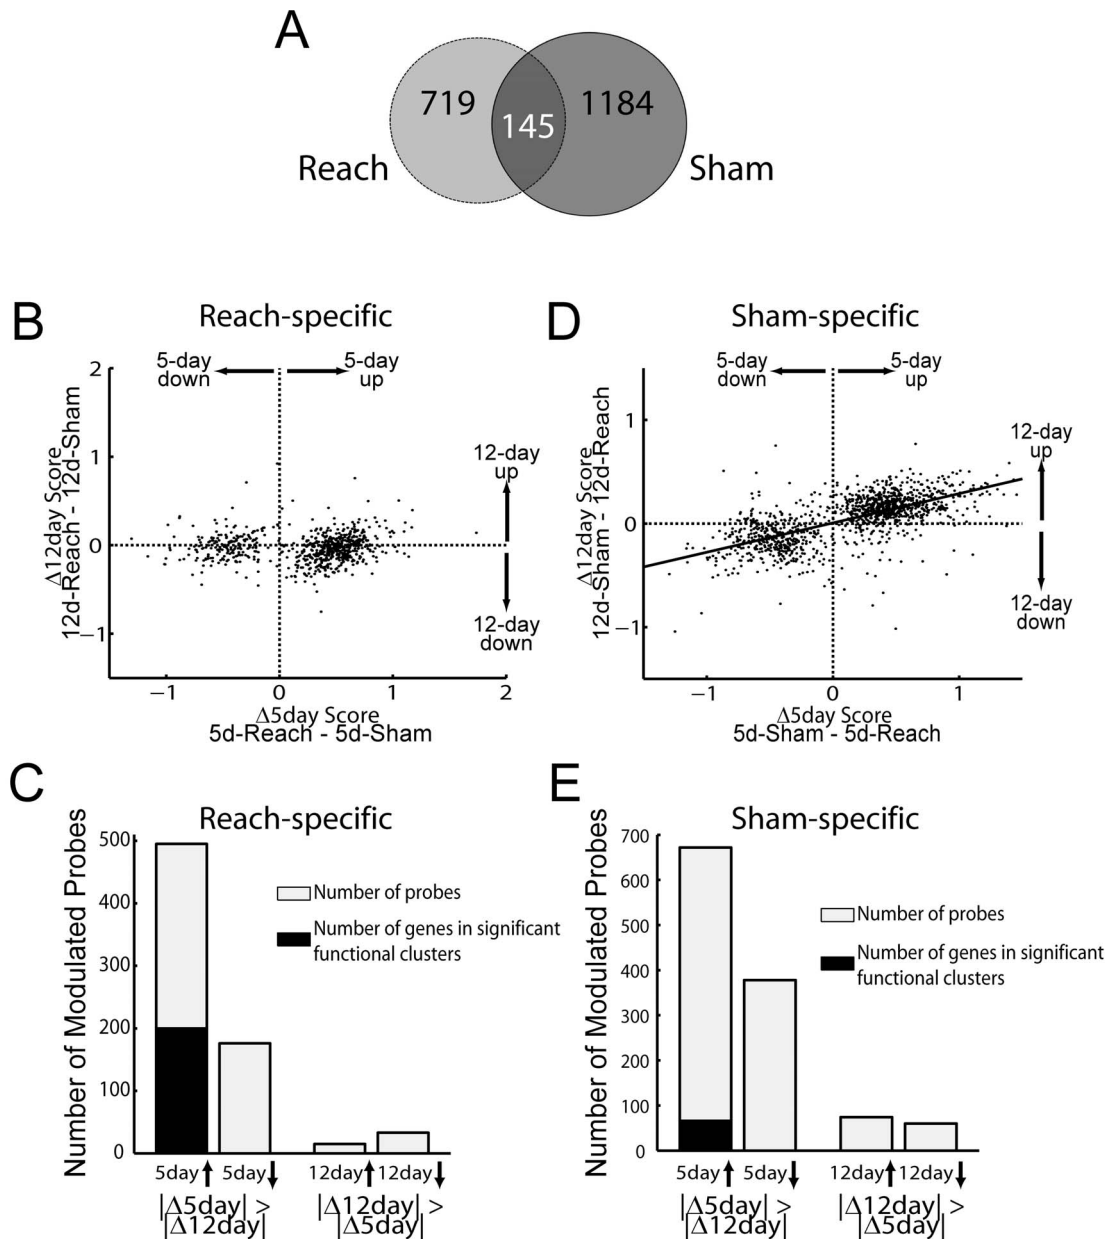 A
719
145
1184
Reach
Sham
B
Reach-specific
5-day down
5-day up
2
1
0
−1
Δ12day Score
12d-Reach - 12d-Sham
12-day up
12-day down
−1
0
1
2
Δ5day Score
5d-Reach - 5d-Sham
D
Sham-specific
5-day down
5-day up
1
0
−1
Δ12day Score
12d-Sham - 12d-Reach
12-day up
12-day down
−1
0
1
Δ5day Score
5d-Sham - 5d-Reach
C
Reach-specific
Number of Modulated Probes
500
400
300
200
100
0
Number of probes
Number of genes in significant
functional clusters
5day↑ 5day↓ 12day↑ 12day↓
|Δ5day| >
|Δ12day|
|Δ12day| >
|Δ5day|
E
Sham-specific
Number of Modulated Probes
700
600
500
400
300
200
100
0
Number of probes
Number of genes in significant
functional clusters
5day↑ 5day↓ 12day↑ 12day↓
|Δ5day| >
|Δ12day|
|Δ12day| >
|Δ5day|